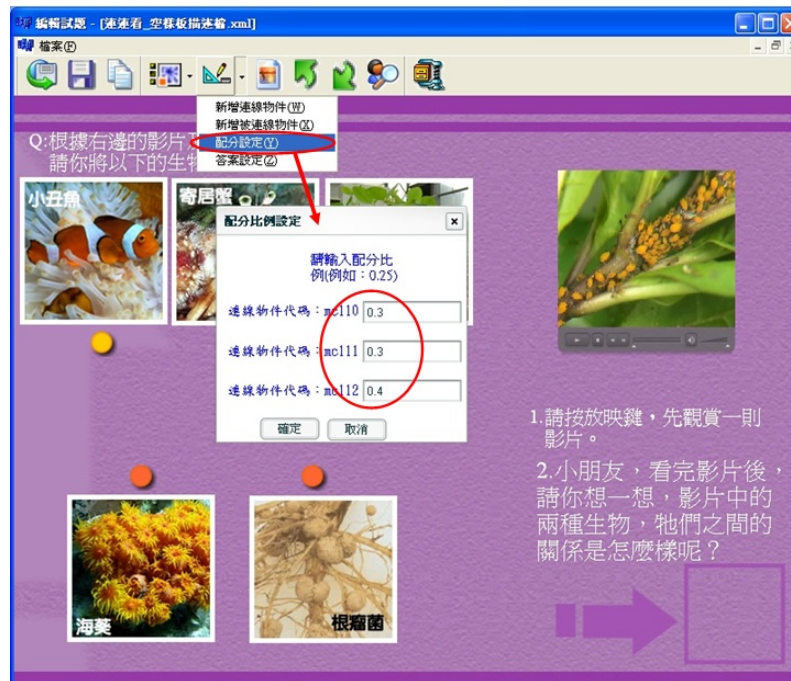 編輯試題 - [連連看_空樣板描述檔.xml]
檔案(F)
新增連線物件(W)
新增被連線物件(X)
配分設定(Y)
答案設定(Z)
Q:根據右邊的影片
請你將以下的生
小丑魚
寄居蟹
配分比例設定
請輸入配分比
例(例如：0.25)
連線物件代碼：mc110 0.3
連線物件代碼：mc111 0.3
連線物件代碼：mc112 0.4
確定 取消
1.請按放映鍵，先觀賞一則
影片。
2.小朋友，看完影片後，
請你想一想，影片中的
兩種生物，牠們之間的
關係是怎麼樣呢？
海葵
根瘤菌